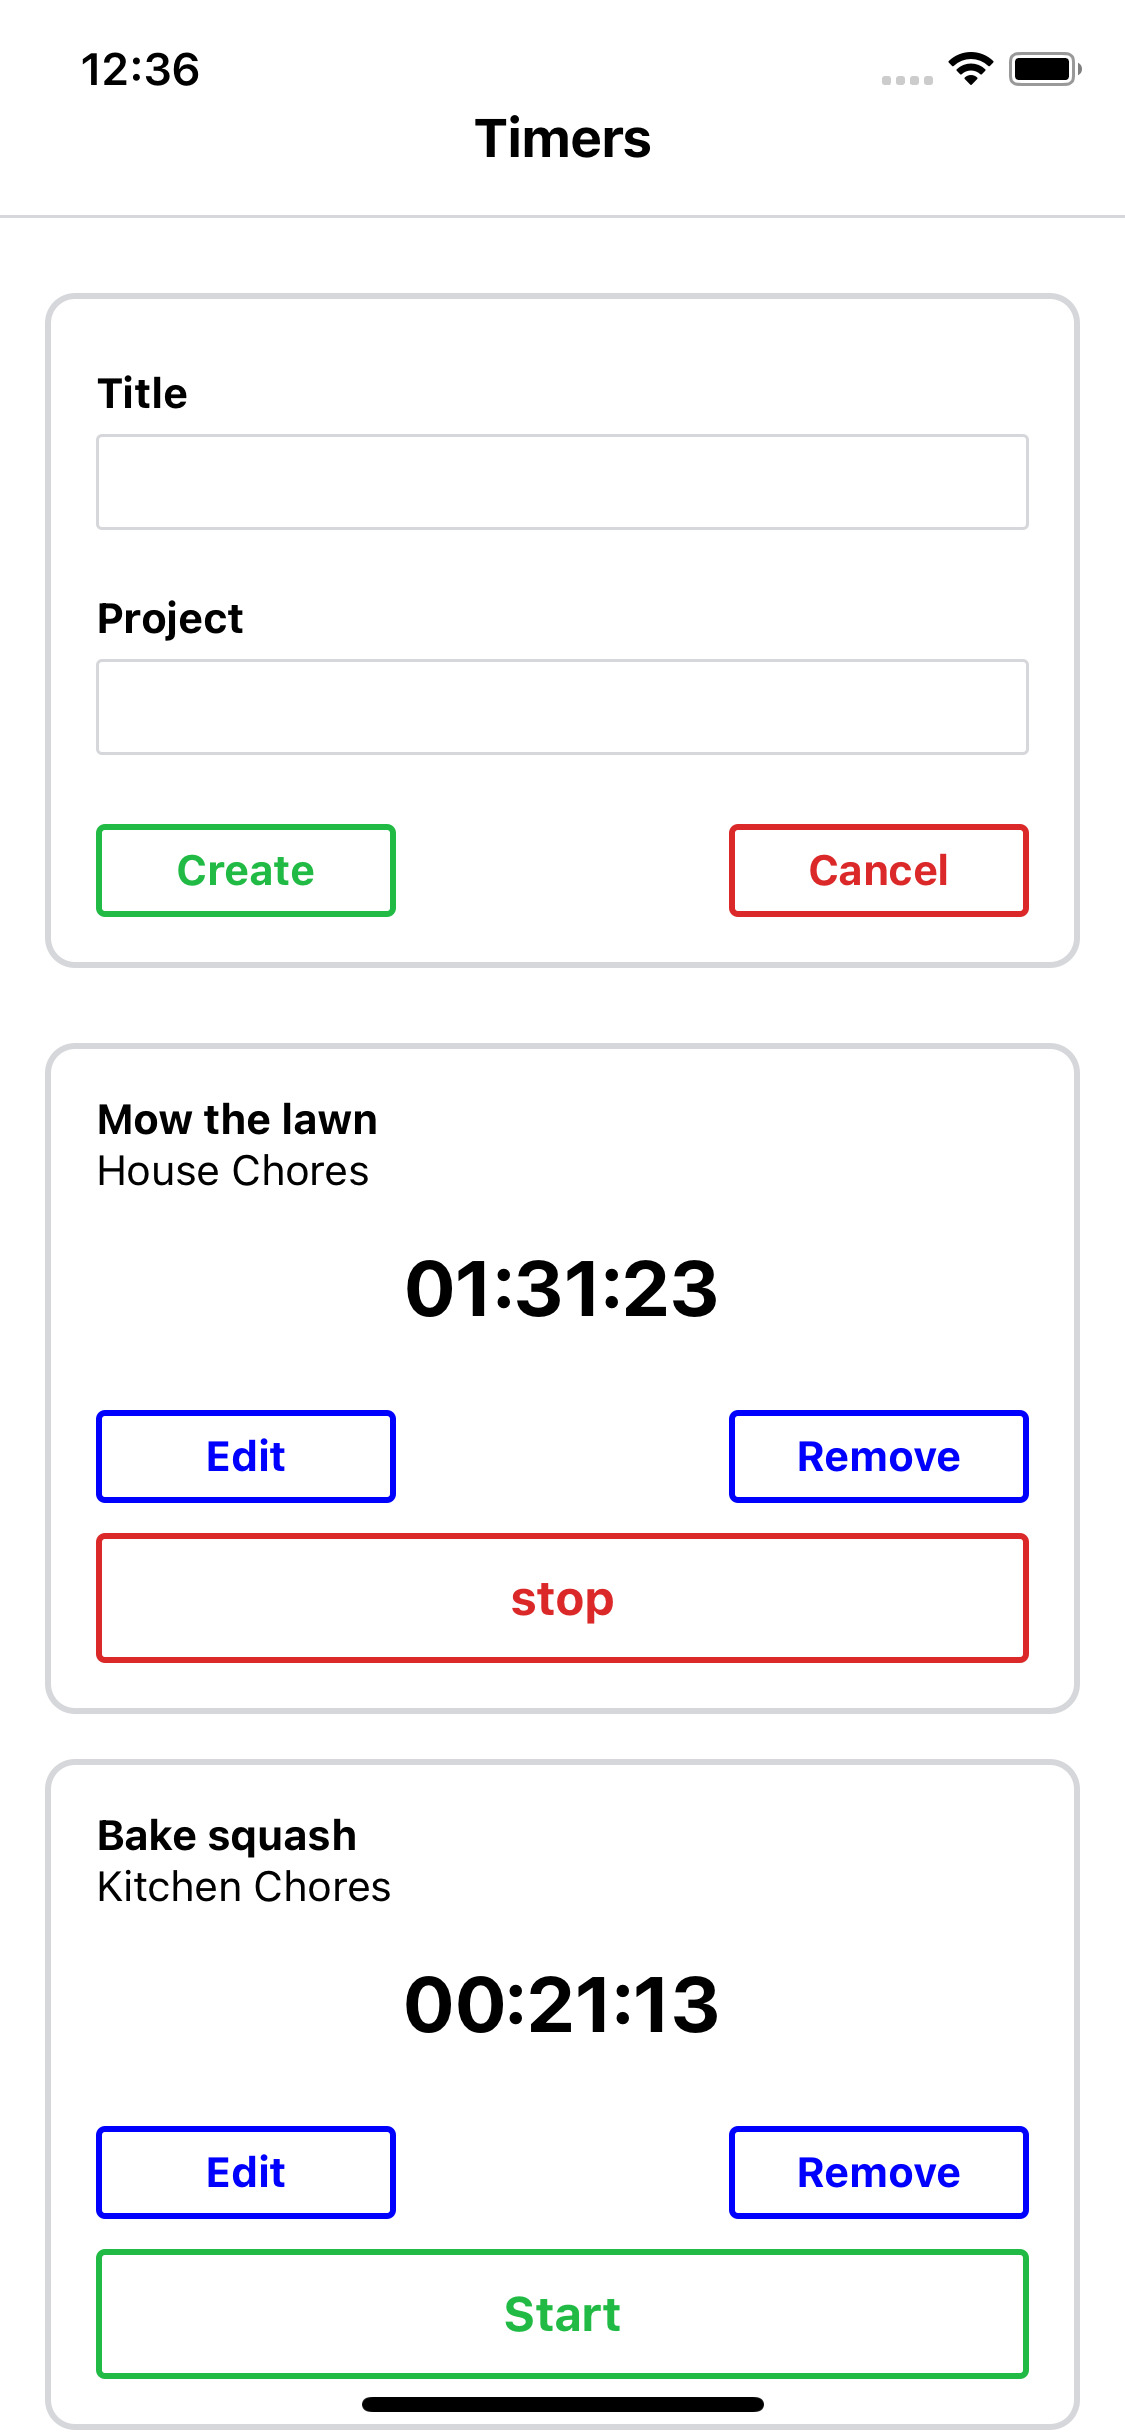 12:36
Timers
Title
Project
Create
Cancel
Mow the lawn
House Chores
01:31:23
Edit
Remove
stop
Bake squash
Kitchen Chores
00:21:13
Edit
Remove
Start